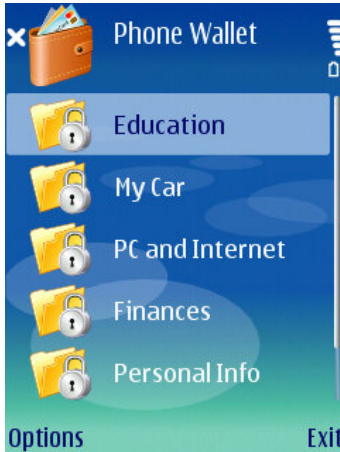 Phone Wallet
Education
My Car
PC and Internet
Finances
Personal Info
Options Exit